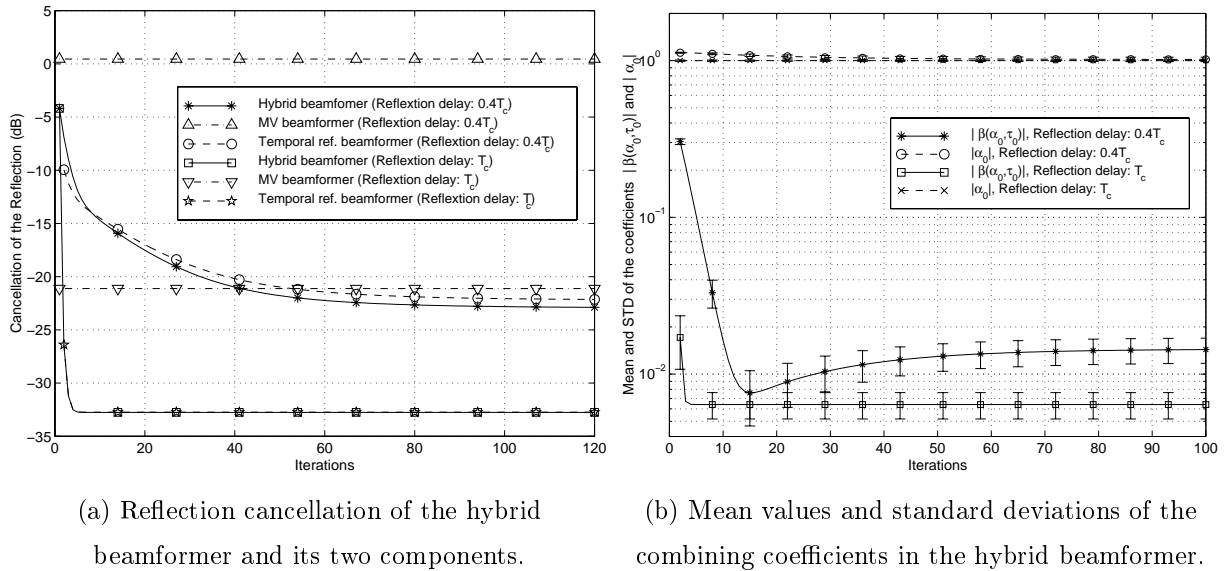 5
0
−5
−10
−15
−20
−25
−30
−35
0 20 40 60 80 100 120
Iterations
Cancellation of the Reflection (dB)
Hybrid beamfomer (Reflextion delay: 0.4T_c)
MV beamformer (Reflextion delay: 0.4T_c)
Temporal ref. beamformer (Reflextion delay: 0.4T_c)
Hybrid beamformer (Reflextion delay: T_c)
MV beamformer (Reflextion delay: T_c)
Temporal ref. beamformer (Reflextion delay: T_c)
(a) Reflection cancellation of the hybrid
beamformer and its two components.
10^0
10^−1
10^−2
0 10 20 30 40 50 60 70 80 90 100
Iterations
Mean and STD of the coefficients | β(α_0,τ_0)| and | α_0|
| β(α_0,τ_0)|, Reflection delay: 0.4T_c
|α_0|, Reflection delay: 0.4T_c
| β(α_0,τ_0)|, Reflection delay: T_c
|α_0|, Reflection delay: T_c
(b) Mean values and standard deviations of the
combining coefficients in the hybrid beamformer.